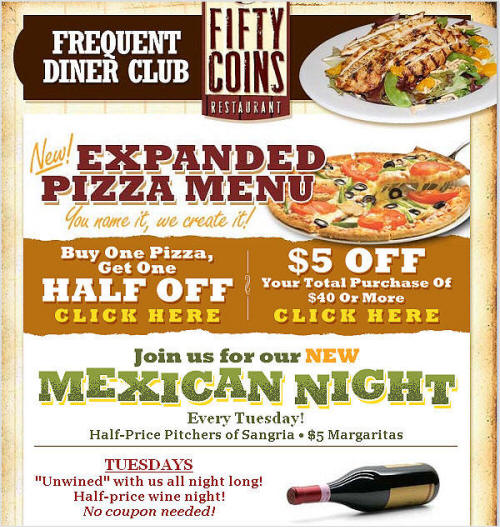 FREQUENT
DINER CLUB
FIFTY
COINS
RESTAURANT
New! EXPANDED
PIZZA MENU
You name it, we create it!
Buy One Pizza,
Get One
HALF OFF
CLICK HERE
$5 OFF
Your Total Purchase Of
$40 Or More
CLICK HERE
Join us for our NEW
MEXICAN NIGHT
Every Tuesday!
Half-Price Pitchers of Sangria • $5 Margaritas
TUESDAYS
"Unwined" with us all night long!
Half-price wine night!
No coupon needed!